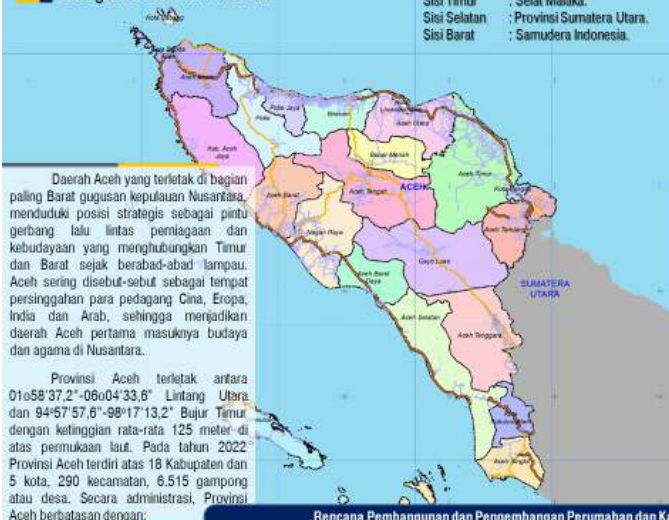 Sisi Timur : Selat Malaka.
Sisi Selatan : Provinsi Sumatera Utara.
Sisi Barat : Samudera Indonesia.
Pidie Jaya
Pidie
Bireuen
Aceh Utara
Kab. Aceh
Jaya
Bener Meriah
Aceh Timur
Aceh Barat
Aceh Tengah
ACEH
Aceh Tamiang
Nagan Raya
Gayo Lues
Aceh Barat
Daya
SUMATERA
UTARA
Aceh Selatan
Aceh Tenggara
Aceh Singkil
Daerah Aceh yang terletak di bagian
paling Barat gugusan kepulauan Nusantara,
menduduki posisi strategis sebagai pintu
gerbang lalu lintas perniagaan dan
kebudayaan yang menghubungkan Timur
dan Barat sejak berabad-abad lampau.
Aceh sering disebut-sebut sebagai tempat
persinggahan para pedagang Cina, Eropa,
India dan Arab, sehingga menjadikan
daerah Aceh pertama masuknya budaya
dan agama di Nusantara.
Provinsi Aceh terletak antara
01o58'37,2"-06o04'33,6" Lintang Utara
dan 94º57'57,6"-98º17'13,2" Bujur Timur
dengan ketinggian rata-rata 125 meter di
atas permukaan laut. Pada tahun 2022
Provinsi Aceh terdiri atas 18 Kabupaten dan
5 kota, 290 kecamatan, 6.515 gampong
atau desa. Secara administrasi, Provinsi
Aceh berbatasan dengan:
Rencana Pembangunan dan Pengembangan Perumahan dan